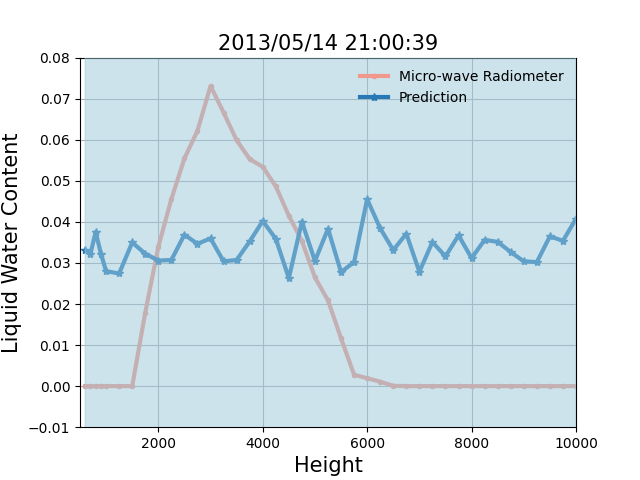 2013/05/14 21:00:39
Micro-wave Radiometer
Prediction
Liquid Water Content
0.08
0.07
0.06
0.05
0.04
0.03
0.02
0.01
0.00
−0.01
2000 4000 6000 8000 10000
Height